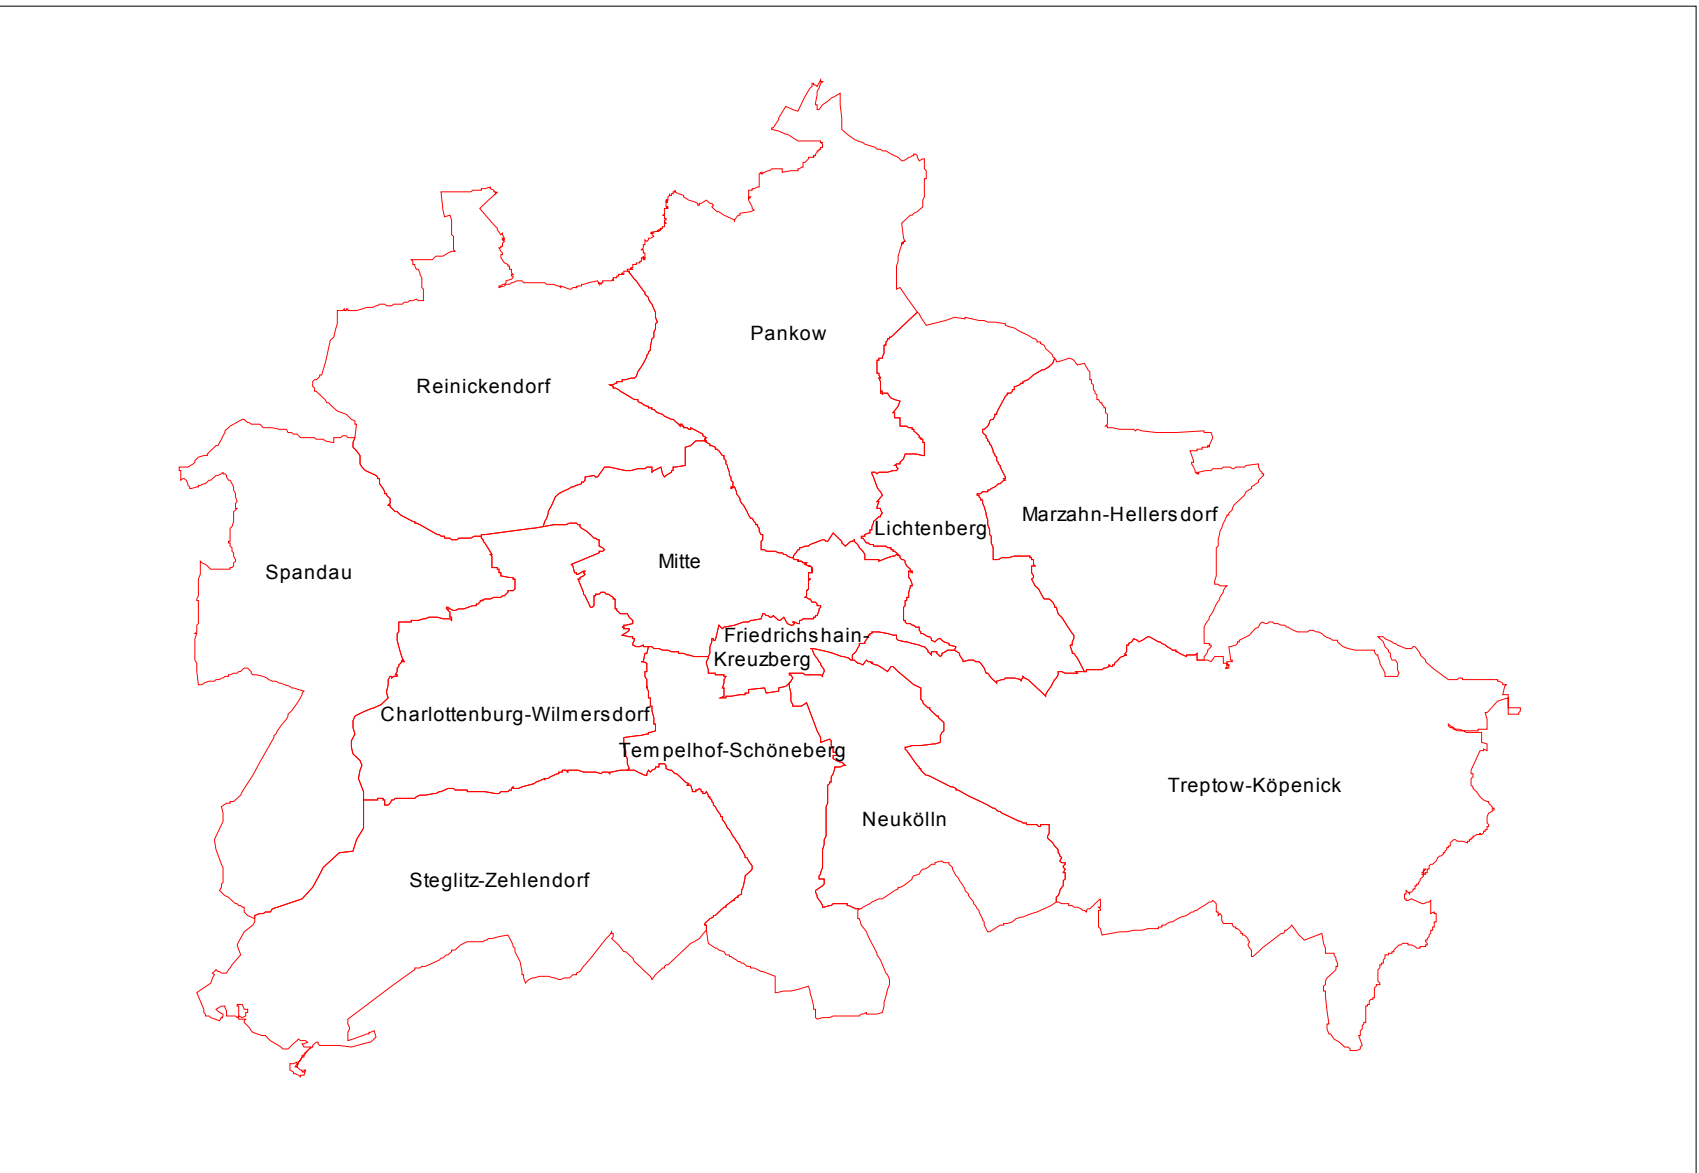 Pankow
Reinickendorf
Marzahn-Hellersdorf
Lichtenberg
Mitte
Spandau
Friedrichshain-
Kreuzberg
Charlottenburg-Wilmersdorf
Tempelhof-Schöneberg
Treptow-Köpenick
Neukölln
Steglitz-Zehlendorf